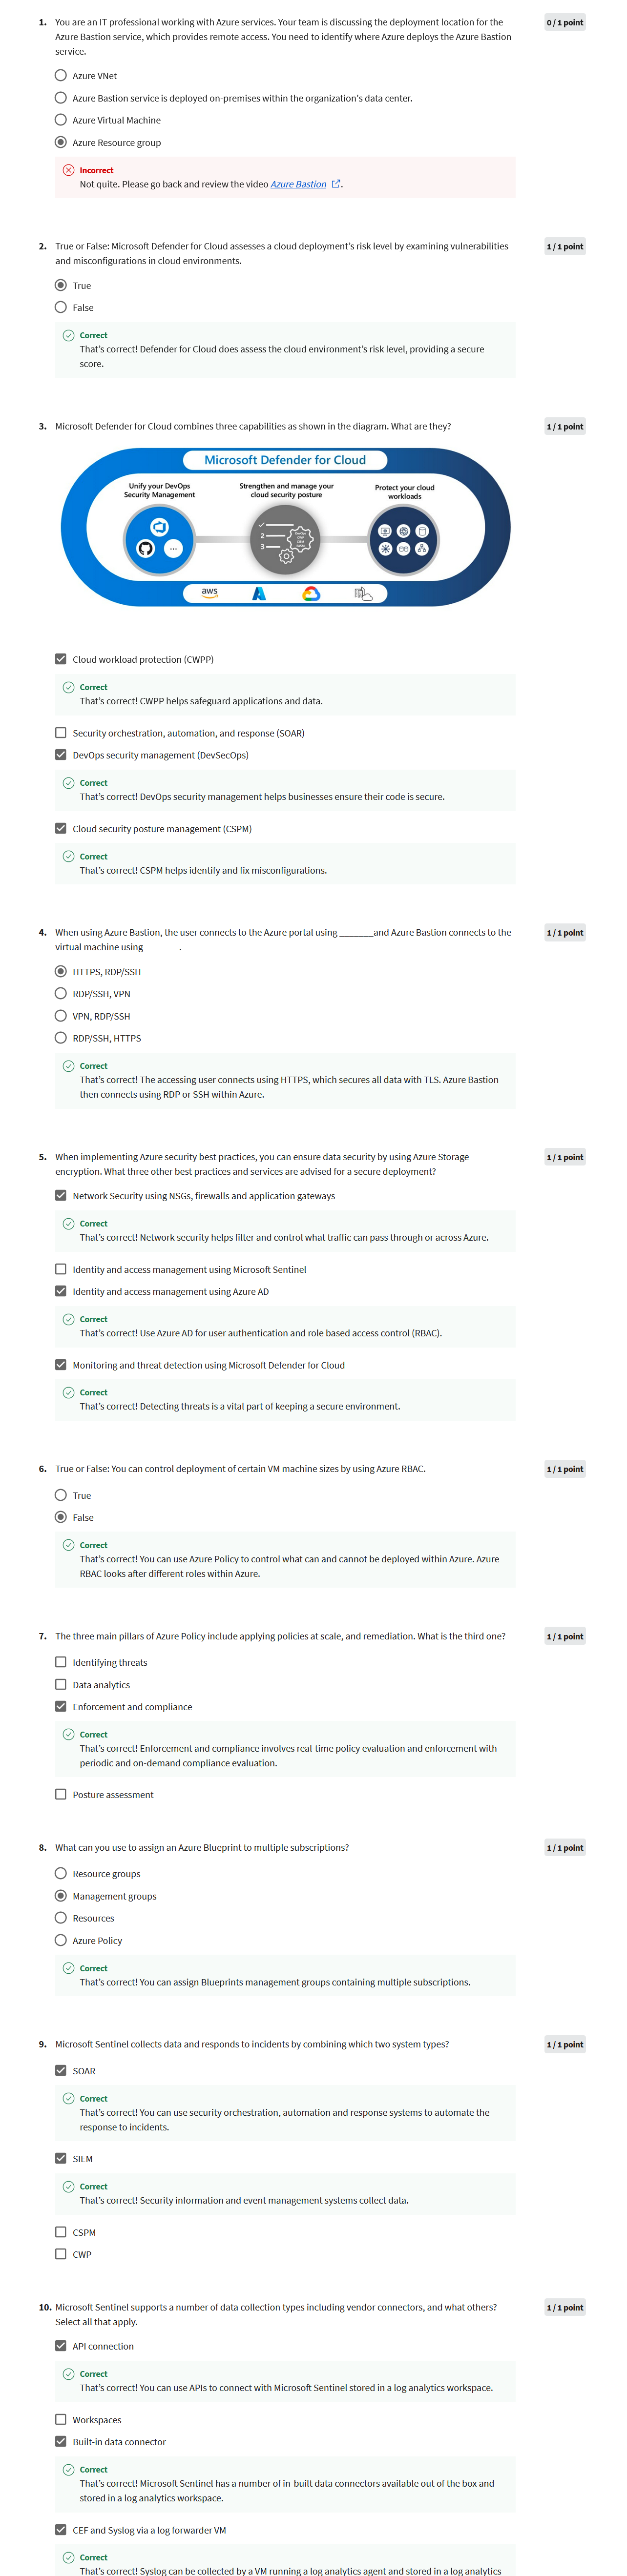 1. You are an IT professional working with Azure services. Your team is discussing the deployment location for the
0 / 1 point
Azure Bastion service, which provides remote access. You need to identify where Azure deploys the Azure Bastion
service.
Azure VNet
Azure Bastion service is deployed on-premises within the organization's data center.
Azure Virtual Machine
Azure Resource group
Incorrect
Not quite. Please go back and review the video Azure Bastion.
2. True or False: Microsoft Defender for Cloud assesses a cloud deployment's risk level by examining vulnerabilities
1 / 1 point
and misconfigurations in cloud environments.
True
False
Correct
That's correct! Defender for Cloud does assess the cloud environment's risk level, providing a secure
score.
3. Microsoft Defender for Cloud combines three capabilities as shown in the diagram. What are they?
1 / 1 point
Microsoft Defender for Cloud
Unify your DevOps
Security Management
Strengthen and manage your
cloud security posture
Protect your cloud
workloads
2
3
aws
Cloud workload protection (CWPP)
Correct
That's correct! CWPP helps safeguard applications and data.
Security orchestration, automation, and response (SOAR)
DevOps security management (DevSecOps)
Correct
That's correct! DevOps security management helps businesses ensure their code is secure.
Cloud security posture management (CSPM)
Correct
That's correct! CSPM helps identify and fix misconfigurations.
4. When using Azure Bastion, the user connects to the Azure portal using _______and Azure Bastion connects to the
1 / 1 point
virtual machine using _______.
HTTPS, RDP/SSH
RDP/SSH, VPN
VPN, RDP/SSH
RDP/SSH, HTTPS
Correct
That's correct! The accessing user connects using HTTPS, which secures all data with TLS. Azure Bastion
then connects using RDP or SSH within Azure.
5. When implementing Azure security best practices, you can ensure data security by using Azure Storage
1 / 1 point
encryption. What three other best practices and services are advised for a secure deployment?
Network Security using NSGs, firewalls and application gateways
Correct
That's correct! Network security helps filter and control what traffic can pass through or across Azure.
Identity and access management using Microsoft Sentinel
Identity and access management using Azure AD
Correct
That's correct! Use Azure AD for user authentication and role based access control (RBAC).
Monitoring and threat detection using Microsoft Defender for Cloud
Correct
That's correct! Detecting threats is a vital part of keeping a secure environment.
6. True or False: You can control deployment of certain VM machine sizes by using Azure RBAC.
1 / 1 point
True
False
Correct
That's correct! You can use Azure Policy to control what can and cannot be deployed within Azure. Azure
RBAC looks after different roles within Azure.
7. The three main pillars of Azure Policy include applying policies at scale, and remediation. What is the third one?
1 / 1 point
Identifying threats
Data analytics
Enforcement and compliance
Correct
That's correct! Enforcement and compliance involves real-time policy evaluation and enforcement with
periodic and on-demand compliance evaluation.
Posture assessment
8. What can you use to assign an Azure Blueprint to multiple subscriptions?
1 / 1 point
Resource groups
Management groups
Resources
Azure Policy
Correct
That's correct! You can assign Blueprints management groups containing multiple subscriptions.
9. Microsoft Sentinel collects data and responds to incidents by combining which two system types?
1 / 1 point
SOAR
Correct
That's correct! You can use security orchestration, automation and response systems to automate the
response to incidents.
SIEM
Correct
That's correct! Security information and event management systems collect data.
CSPM
CWP
10. Microsoft Sentinel supports a number of data collection types including vendor connectors, and what others?
1 / 1 point
Select all that apply.
API connection
Correct
That's correct! You can use APIs to connect with Microsoft Sentinel stored in a log analytics workspace.
Workspaces
Built-in data connector
Correct
That's correct! Microsoft Sentinel has a number of in-built data connectors available out of the box and
stored in a log analytics workspace.
CEF and Syslog via a log forwarder VM
Correct
That's correct! Syslog can be collected by a VM running a log analytics agent and stored in a log analytics